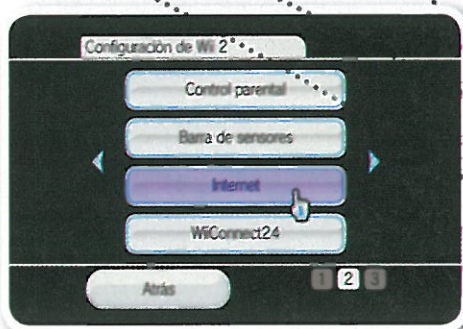 Configuración de Wii 2
Control parental
Barra de sensores
Internet
WiiConnect24
Atrás
1 2 3